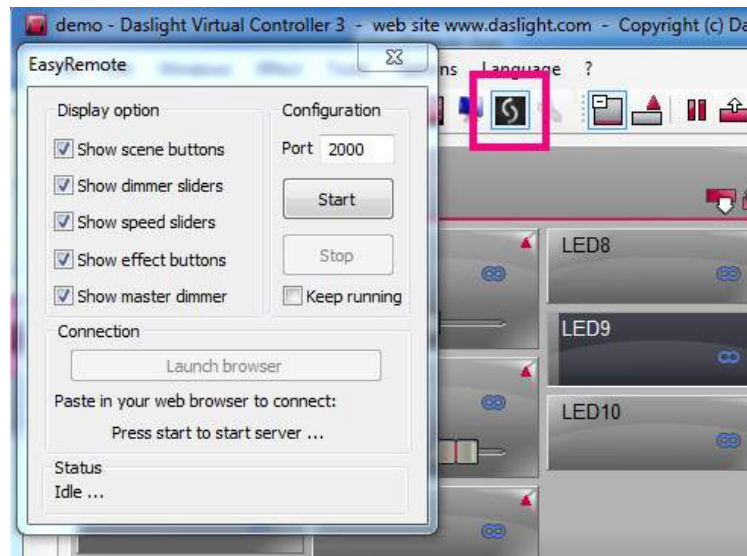 demo - Daslight Virtual Controller 3 - web site www.daslight.com - Copyright (c) Da
EasyRemote
ns Language ?
Display option
Show scene buttons
Show dimmer sliders
Show speed sliders
Show effect buttons
Show master dimmer
Configuration
Port 2000
Start
Stop
Keep running
Connection
Launch browser
Paste in your web browser to connect:
Press start to start server ...
Status
Idle ...
LED8
LED9
LED10